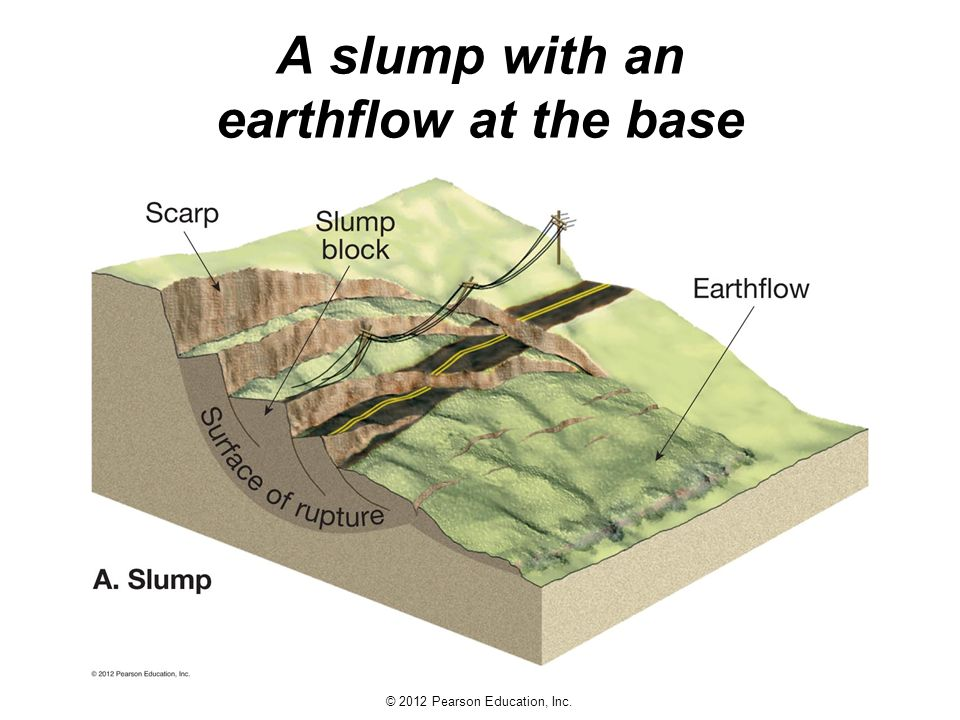 A slump with an
earthflow at the base
Scarp
Slump
block
Earthflow
Surface of rupture
A. Slump
© 2012 Pearson Education, Inc.
© 2012 Pearson Education, Inc.